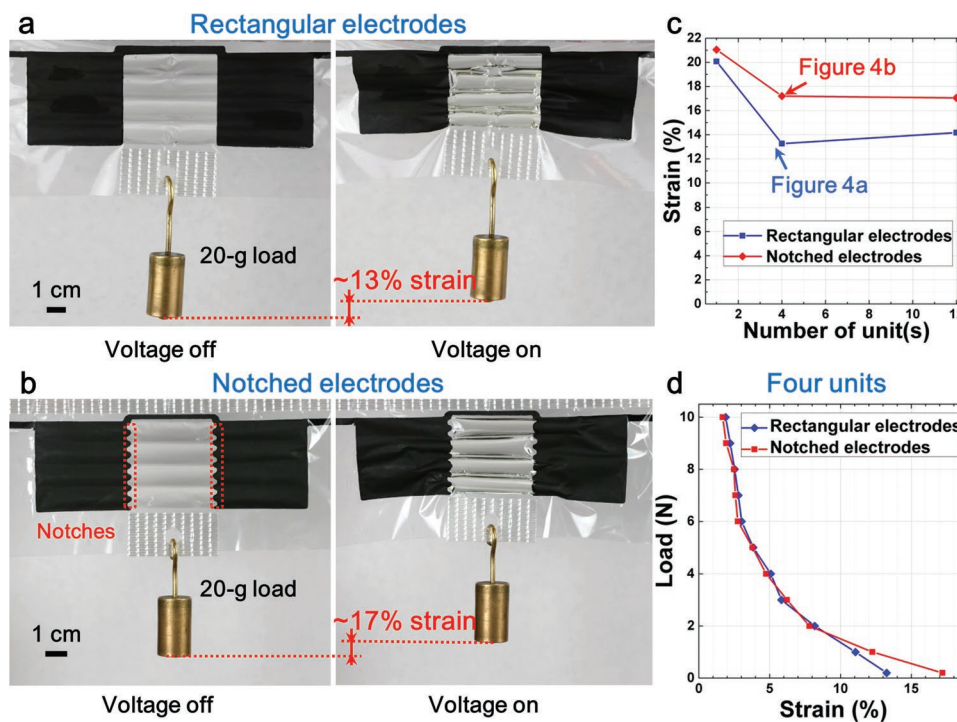 a
Rectangular electrodes
20-g load
1 cm
~13% strain
Voltage off
Voltage on
b
Notched electrodes
Notches
20-g load
1 cm
~17% strain
Voltage off
Voltage on
c
22
20
18
16
14
12
10
8
6
4
2
0
Strain (%)
Figure 4b
Figure 4a
Rectangular electrodes
Notched electrodes
2
4
6
8
10
Number of unit(s)
d
Four units
10
8
6
4
2
0
Load (N)
Rectangular electrodes
Notched electrodes
0
5
10
15
Strain (%)